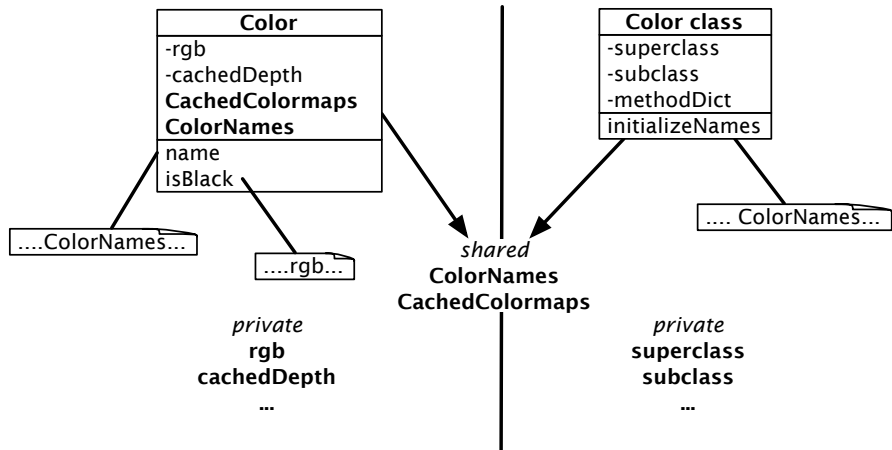 Color
-rgb
-cachedDepth
CachedColormaps
ColorNames
name
isBlack
....ColorNames...
....rgb...
private
rgb
cachedDepth
...
shared
ColorNames
CachedColormaps
Color class
-superclass
-subclass
-methodDict
initializeNames
.... ColorNames...
private
superclass
subclass
...